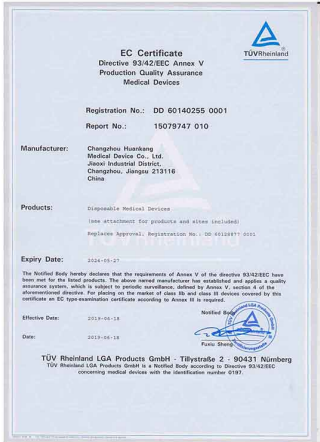 TÜVRheinland®
EC Certificate
Directive 93/42/EEC Annex V
Production Quality Assurance
Medical Devices
Registration No.: DD 60140255 0001
Report No.: 15079747 010
Manufacturer: Changzhou Huankang
Medical Device Co., Ltd.
Jiaoxi Industrial District,
Changzhou, Jiangsu 213116
China
Products: Disposable Medical Devices
(see attachment for products and sites included)
Replaces Approval, Registration No.: DD 60128877 0001
Expiry Date: 2024-05-27
The Notified Body hereby declares that the requirements of Annex V of the directive 93/42/EEC have
been met for the listed products. The above named manufacturer has established and applies a quality
assurance system, which is subject to periodic surveillance, defined by Annex V, section 4 of the
aforementioned directive. For placing on the market of class IIb and class III devices covered by this
certificate an EC type-examination certificate according to Annex III is required.
Effective Date: 2019-06-18
Notified Body
Date: 2019-06-18
Fuxiu Sheng
TÜV Rheinland LGA Products GmbH - Tillystraße 2 - 90431 Nürnberg
TÜV Rheinland LGA Products GmbH is a Notified Body according to Directive 93/42/EEC
concerning medical devices with the identification number 0197.